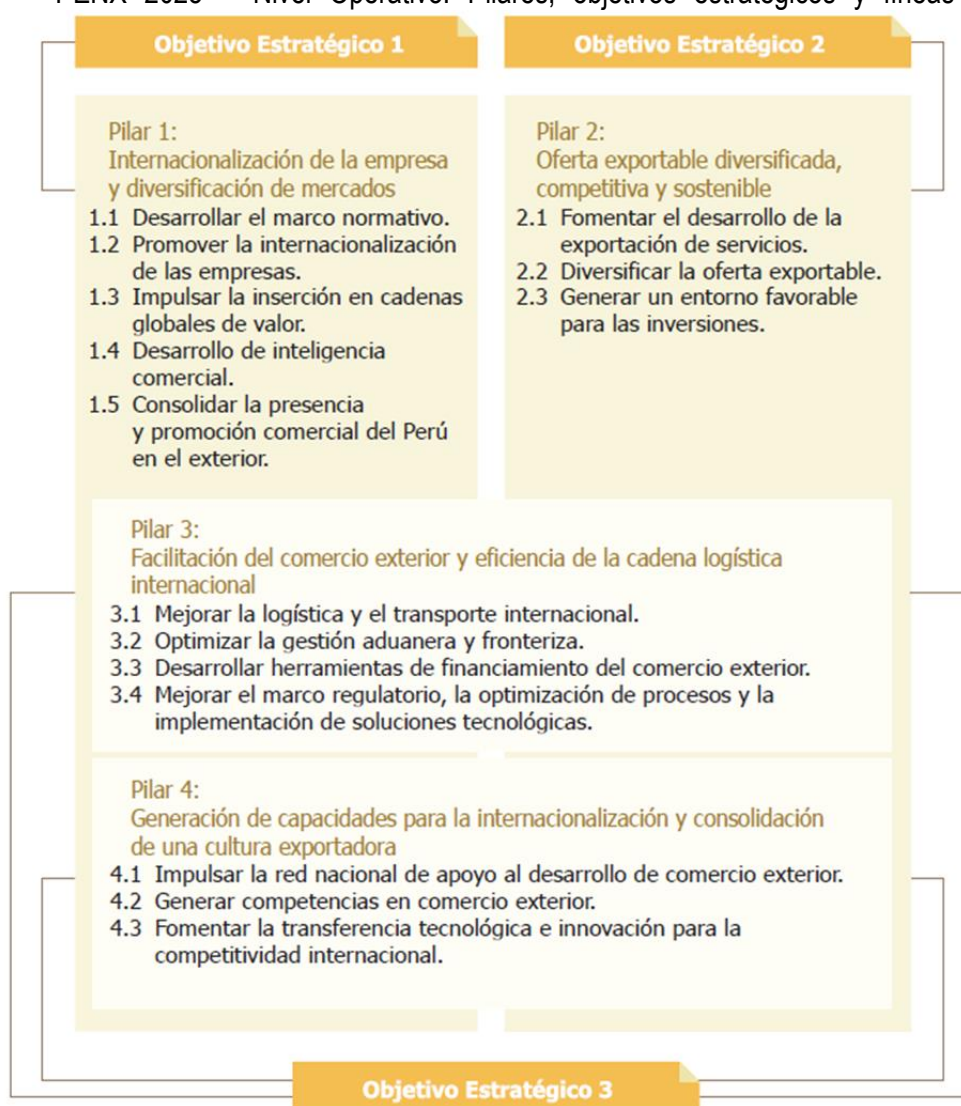 PENX 2025 – Nivel Operativo: Pilares, objetivos estratégicos y líneas
Objetivo Estratégico 1
Objetivo Estratégico 2
Pilar 1:
Internacionalización de la empresa
y diversificación de mercados
1.1 Desarrollar el marco normativo.
1.2 Promover la internacionalización
de las empresas.
1.3 Impulsar la inserción en cadenas
globales de valor.
1.4 Desarrollo de inteligencia
comercial.
1.5 Consolidar la presencia
y promoción comercial del Perú
en el exterior.
Pilar 2:
Oferta exportable diversificada,
competitiva y sostenible
2.1 Fomentar el desarrollo de la
exportación de servicios.
2.2 Diversificar la oferta exportable.
2.3 Generar un entorno favorable
para las inversiones.
Pilar 3:
Facilitación del comercio exterior y eficiencia de la cadena logística
internacional
3.1 Mejorar la logística y el transporte internacional.
3.2 Optimizar la gestión aduanera y fronteriza.
3.3 Desarrollar herramientas de financiamiento del comercio exterior.
3.4 Mejorar el marco regulatorio, la optimización de procesos y la
implementación de soluciones tecnológicas.
Pilar 4:
Generación de capacidades para la internacionalización y consolidación
de una cultura exportadora
4.1 Impulsar la red nacional de apoyo al desarrollo de comercio exterior.
4.2 Generar competencias en comercio exterior.
4.3 Fomentar la transferencia tecnológica e innovación para la
competitividad internacional.
Objetivo Estratégico 3